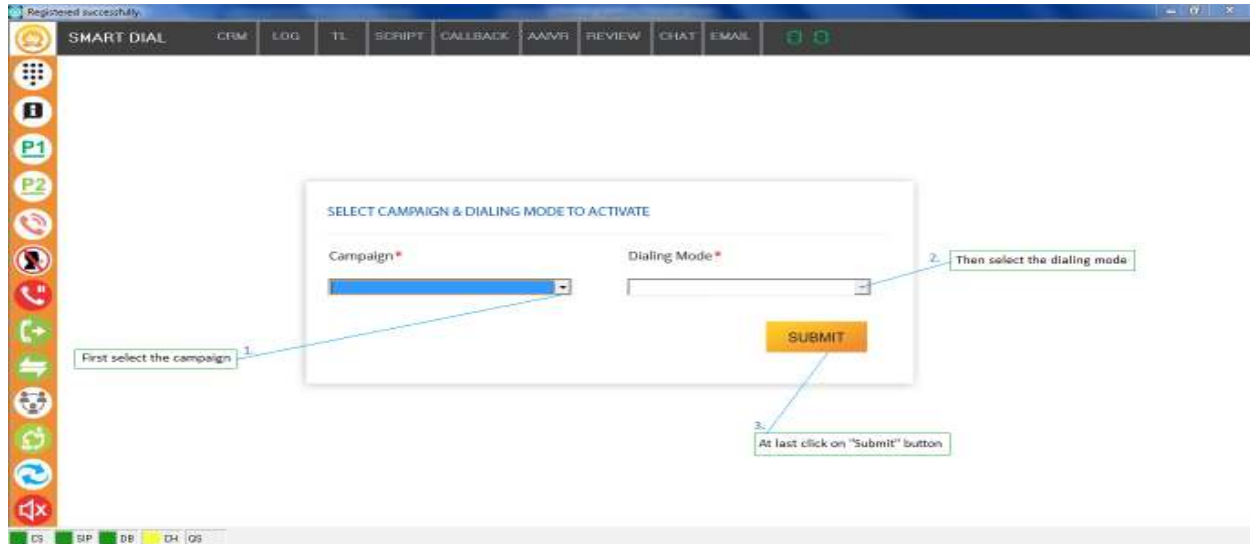 Registered successfully
SMART DIAL CRM LOG TL SCRIPT CALLBACK AAIVR REVIEW CHAT EMAIL
P1
P2
SELECT CAMPAIGN & DIALING MODE TO ACTIVATE
Campaign*
Dialing Mode*
2.
Then select the dialing mode
SUBMIT
1.
First select the campaign
3.
At last click on "Submit" button
CS SIP DB CH QS